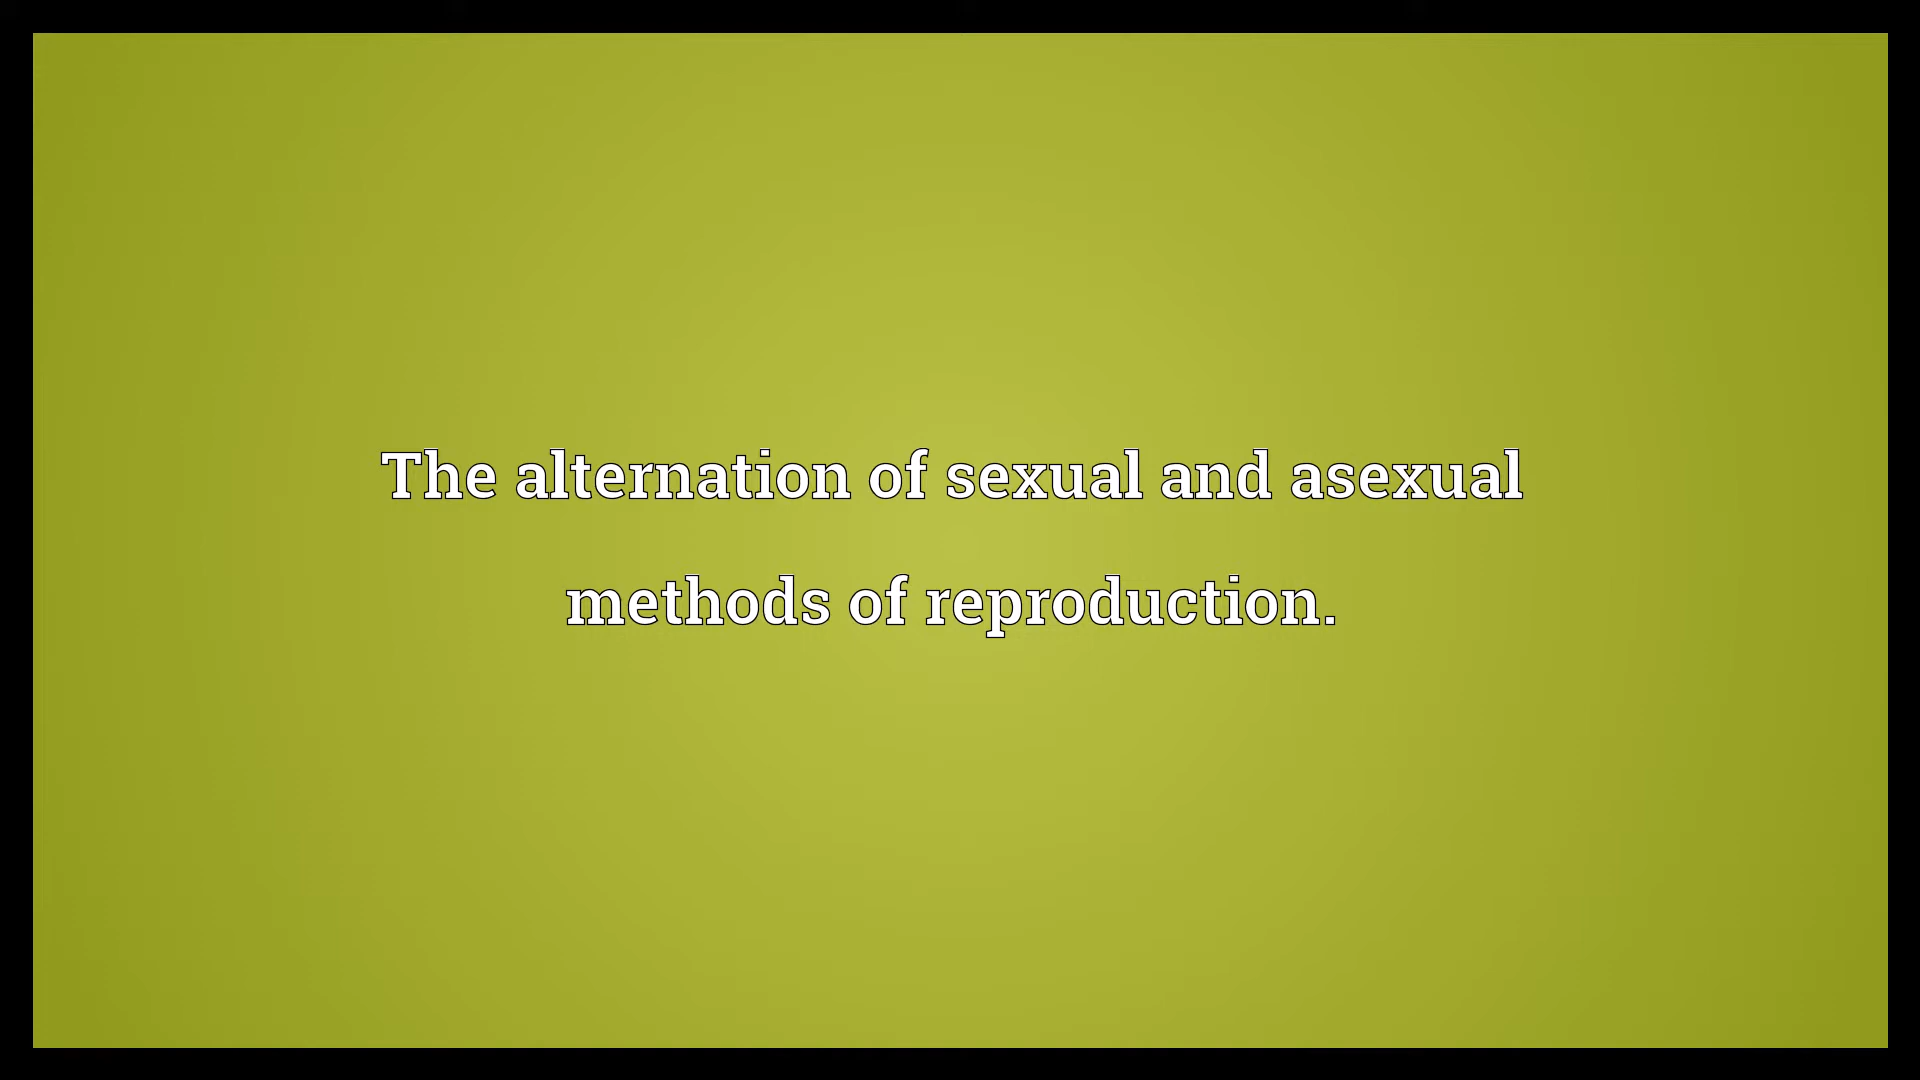 The alternation of sexual and asexual
methods of reproduction.